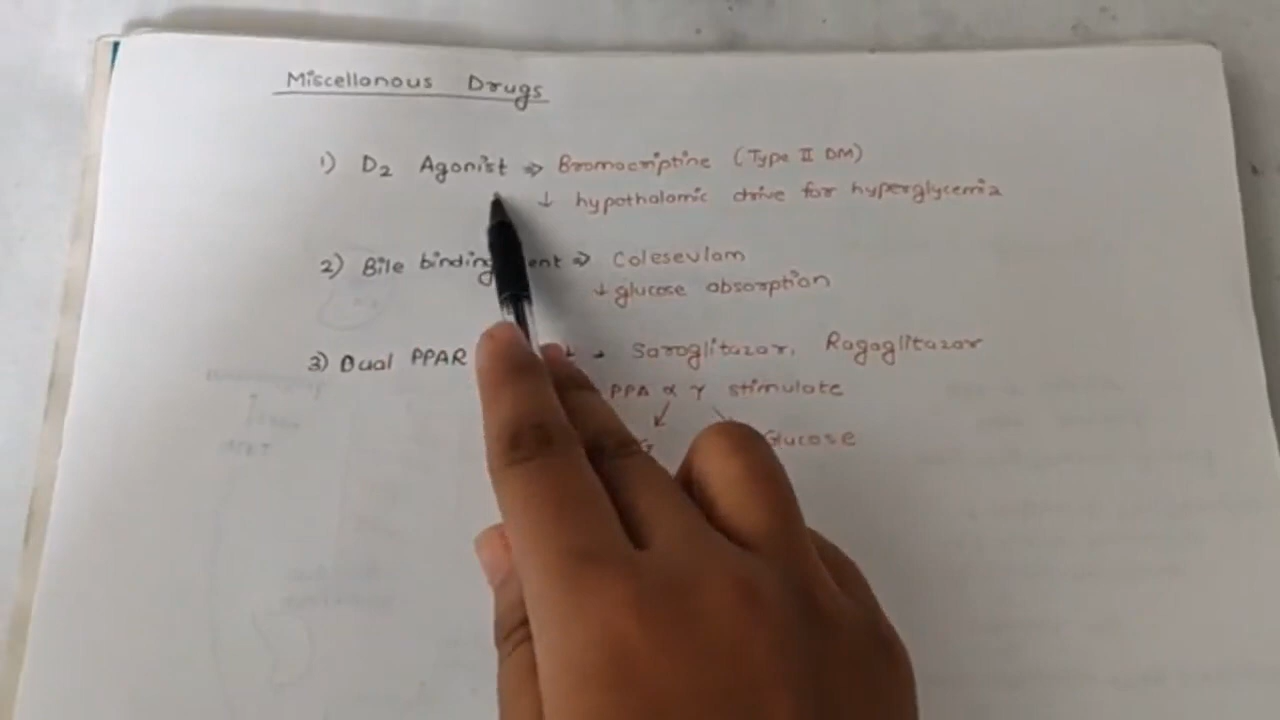 Miscellanous Drugs
1) D2 Agonist ⇒ Bromocriptine (Type II DM)
↓ hypothalamic drive for hyperglycemia
2) Bile binding ⇒ Colesevlam
↓ glucose absorption
3) Dual PPAR Saroglitazar, Ragaglitazar
PPA α γ stimulate
Glucose